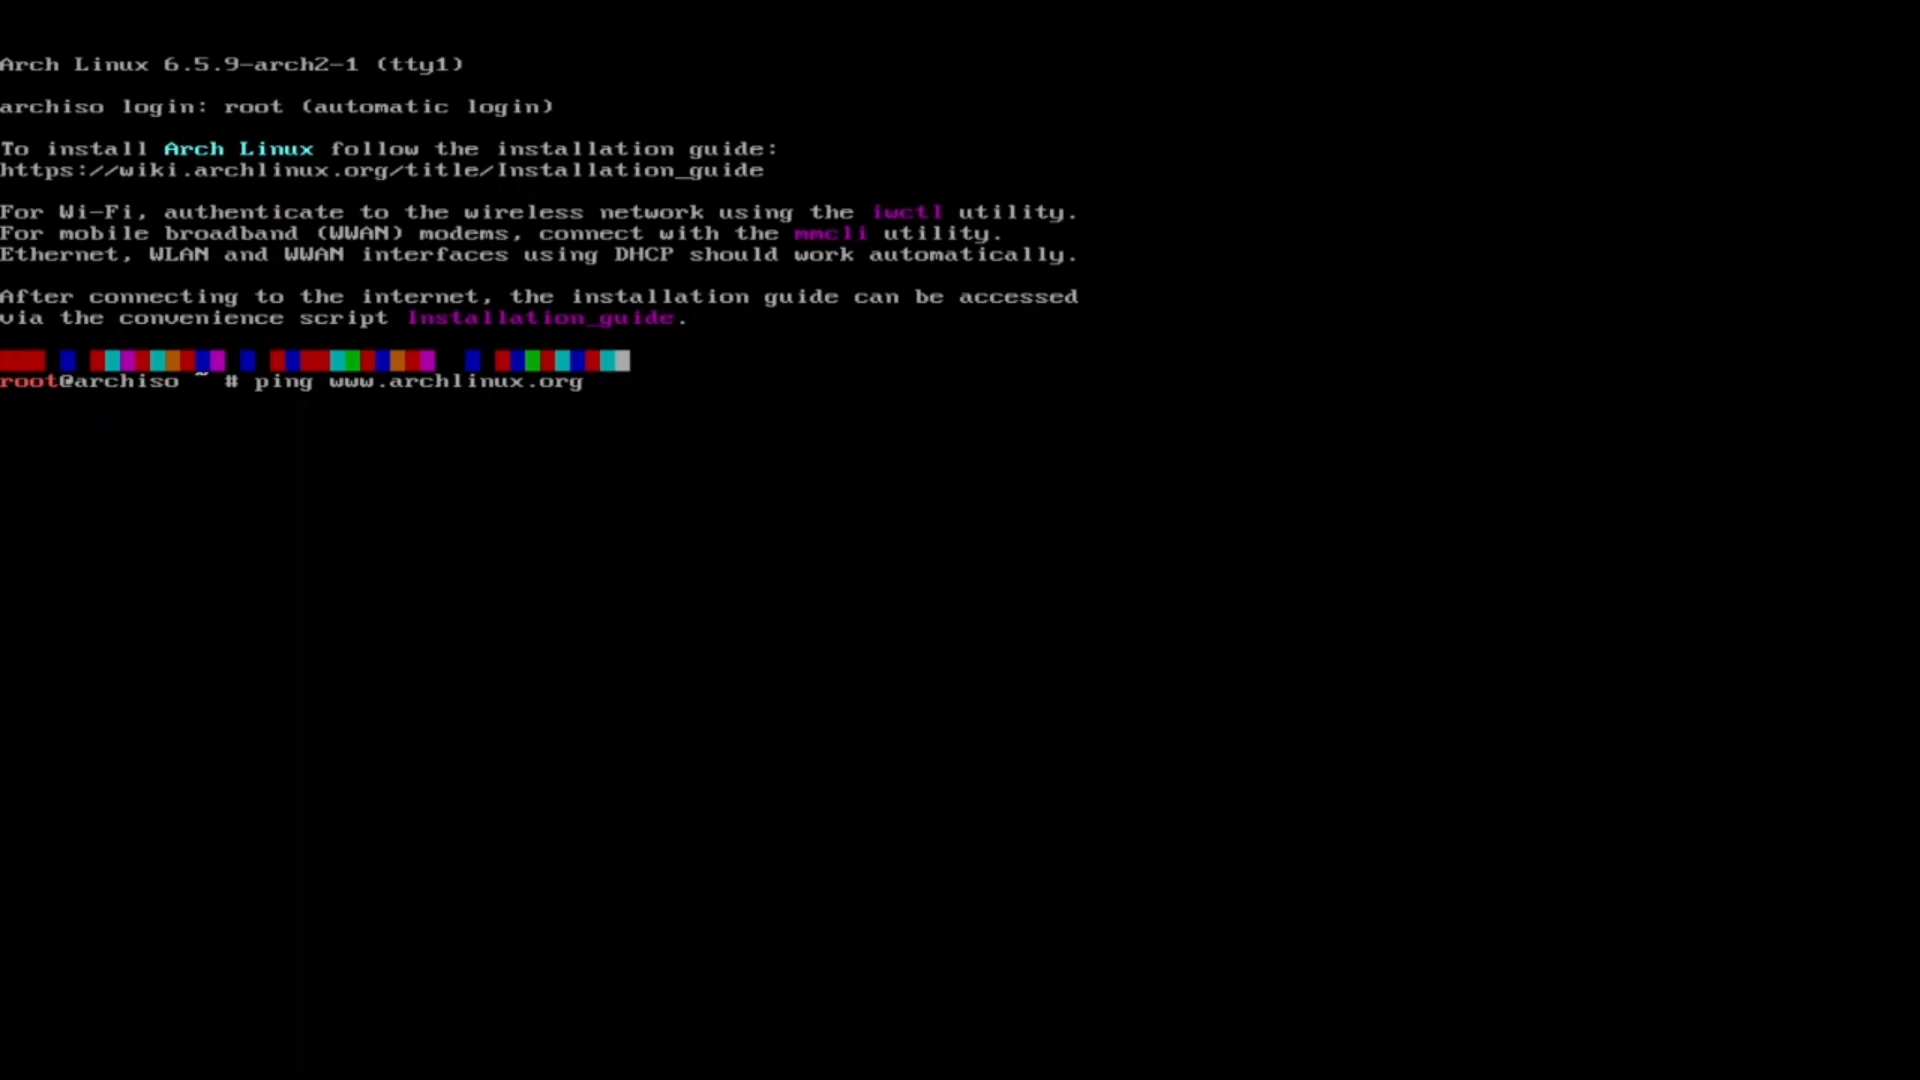 Arch Linux 6.5.9-arch2-1 (tty1)
archiso login: root (automatic login)
To install Arch Linux follow the installation guide:
https://wiki.archlinux.org/title/Installation_guide
For Wi-Fi, authenticate to the wireless network using the iwctl utility.
For mobile broadband (WWAN) modems, connect with the mmcli utility.
Ethernet, WLAN and WWAN interfaces using DHCP should work automatically.
After connecting to the internet, the installation guide can be accessed
via the convenience script Installation_guide.
root@archiso ~ # ping www.archlinux.org